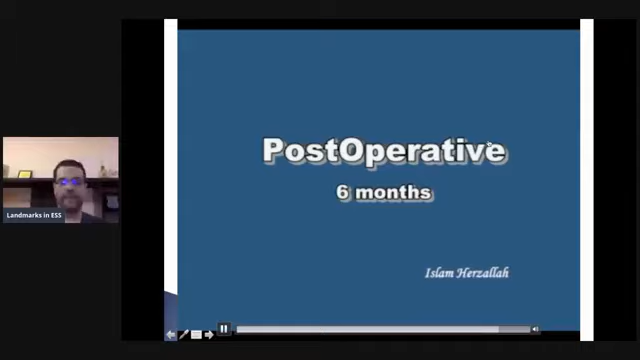 PostOperative
6 months
Islam Herzallah
Landmarks in ESS